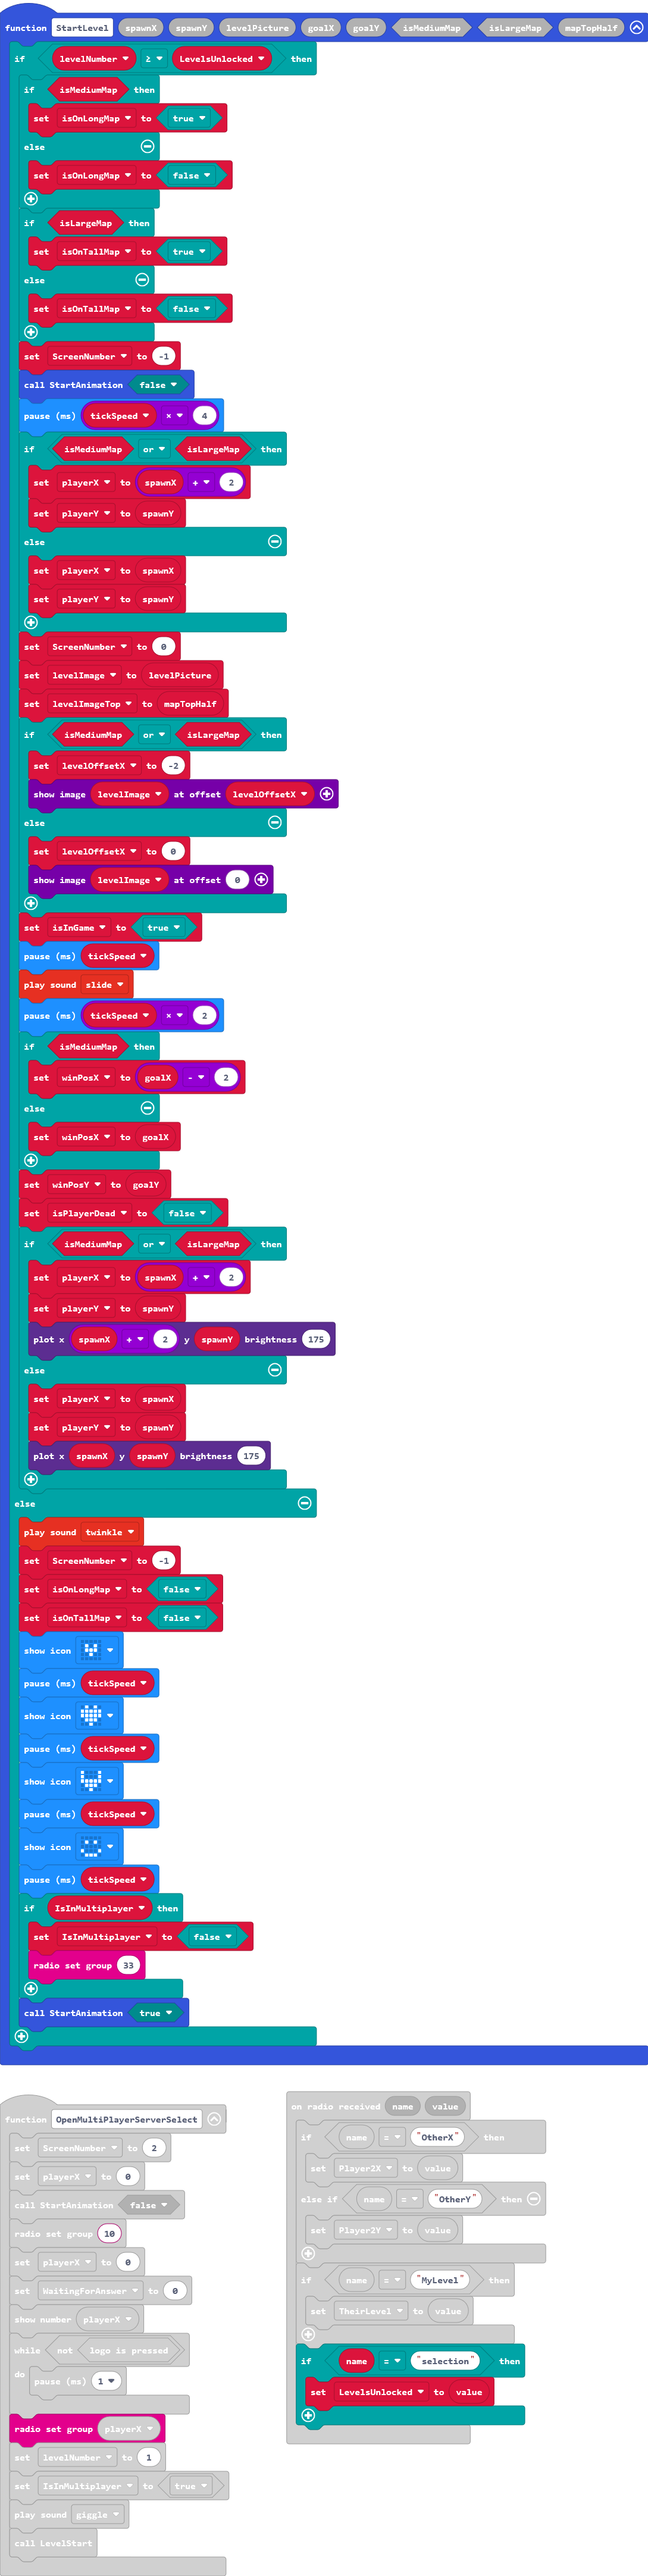 function StartLevel spawnX spawnY levelPicture goalX goalY isMediumMap isLargeMap mapTopHalf
if levelNumber ≥ LevelsUnlocked then
if isMediumMap then
set isOnLongMap to true
else
set isOnLongMap to false
if isLargeMap then
set isOnTallMap to true
else
set isOnTallMap to false
set ScreenNumber to -1
call StartAnimation false
pause (ms) tickSpeed × 4
if isMediumMap or isLargeMap then
set playerX to spawnX + 2
set playerY to spawnY
else
set playerX to spawnX
set playerY to spawnY
set ScreenNumber to 0
set levelImage to levelPicture
set levelImageTop to mapTopHalf
if isMediumMap or isLargeMap then
set levelOffsetX to -2
show image levelImage at offset levelOffsetX
else
set levelOffsetX to 0
show image levelImage at offset 0
set isInGame to true
pause (ms) tickSpeed
play sound slide
pause (ms) tickSpeed × 2
if isMediumMap then
set winPosX to goalX - 2
else
set winPosX to goalX
set winPosY to goalY
set isPlayerDead to false
if isMediumMap or isLargeMap then
set playerX to spawnX + 2
set playerY to spawnY
plot x spawnX + 2 y spawnY brightness 175
else
set playerX to spawnX
set playerY to spawnY
plot x spawnX y spawnY brightness 175
else
play sound twinkle
set ScreenNumber to -1
set isOnLongMap to false
set isOnTallMap to false
show icon
pause (ms) tickSpeed
show icon
pause (ms) tickSpeed
show icon
pause (ms) tickSpeed
show icon
pause (ms) tickSpeed
if IsInMultiplayer then
set IsInMultiplayer to false
radio set group 33
call StartAnimation true
function OpenMultiPlayerServerSelect
set ScreenNumber to 2
set playerX to 0
call StartAnimation false
radio set group 10
set playerX to 0
set WaitingForAnswer to 0
show number playerX
while not logo is pressed
do pause (ms) 1
radio set group playerX
set levelNumber to 1
set IsInMultiplayer to true
play sound giggle
call LevelStart
on radio received name value
if name = "OtherX" then
set Player2X to value
else if name = "OtherY" then
set Player2Y to value
if name = "MyLevel" then
set TheirLevel to value
if name = "selection" then
set LevelsUnlocked to value